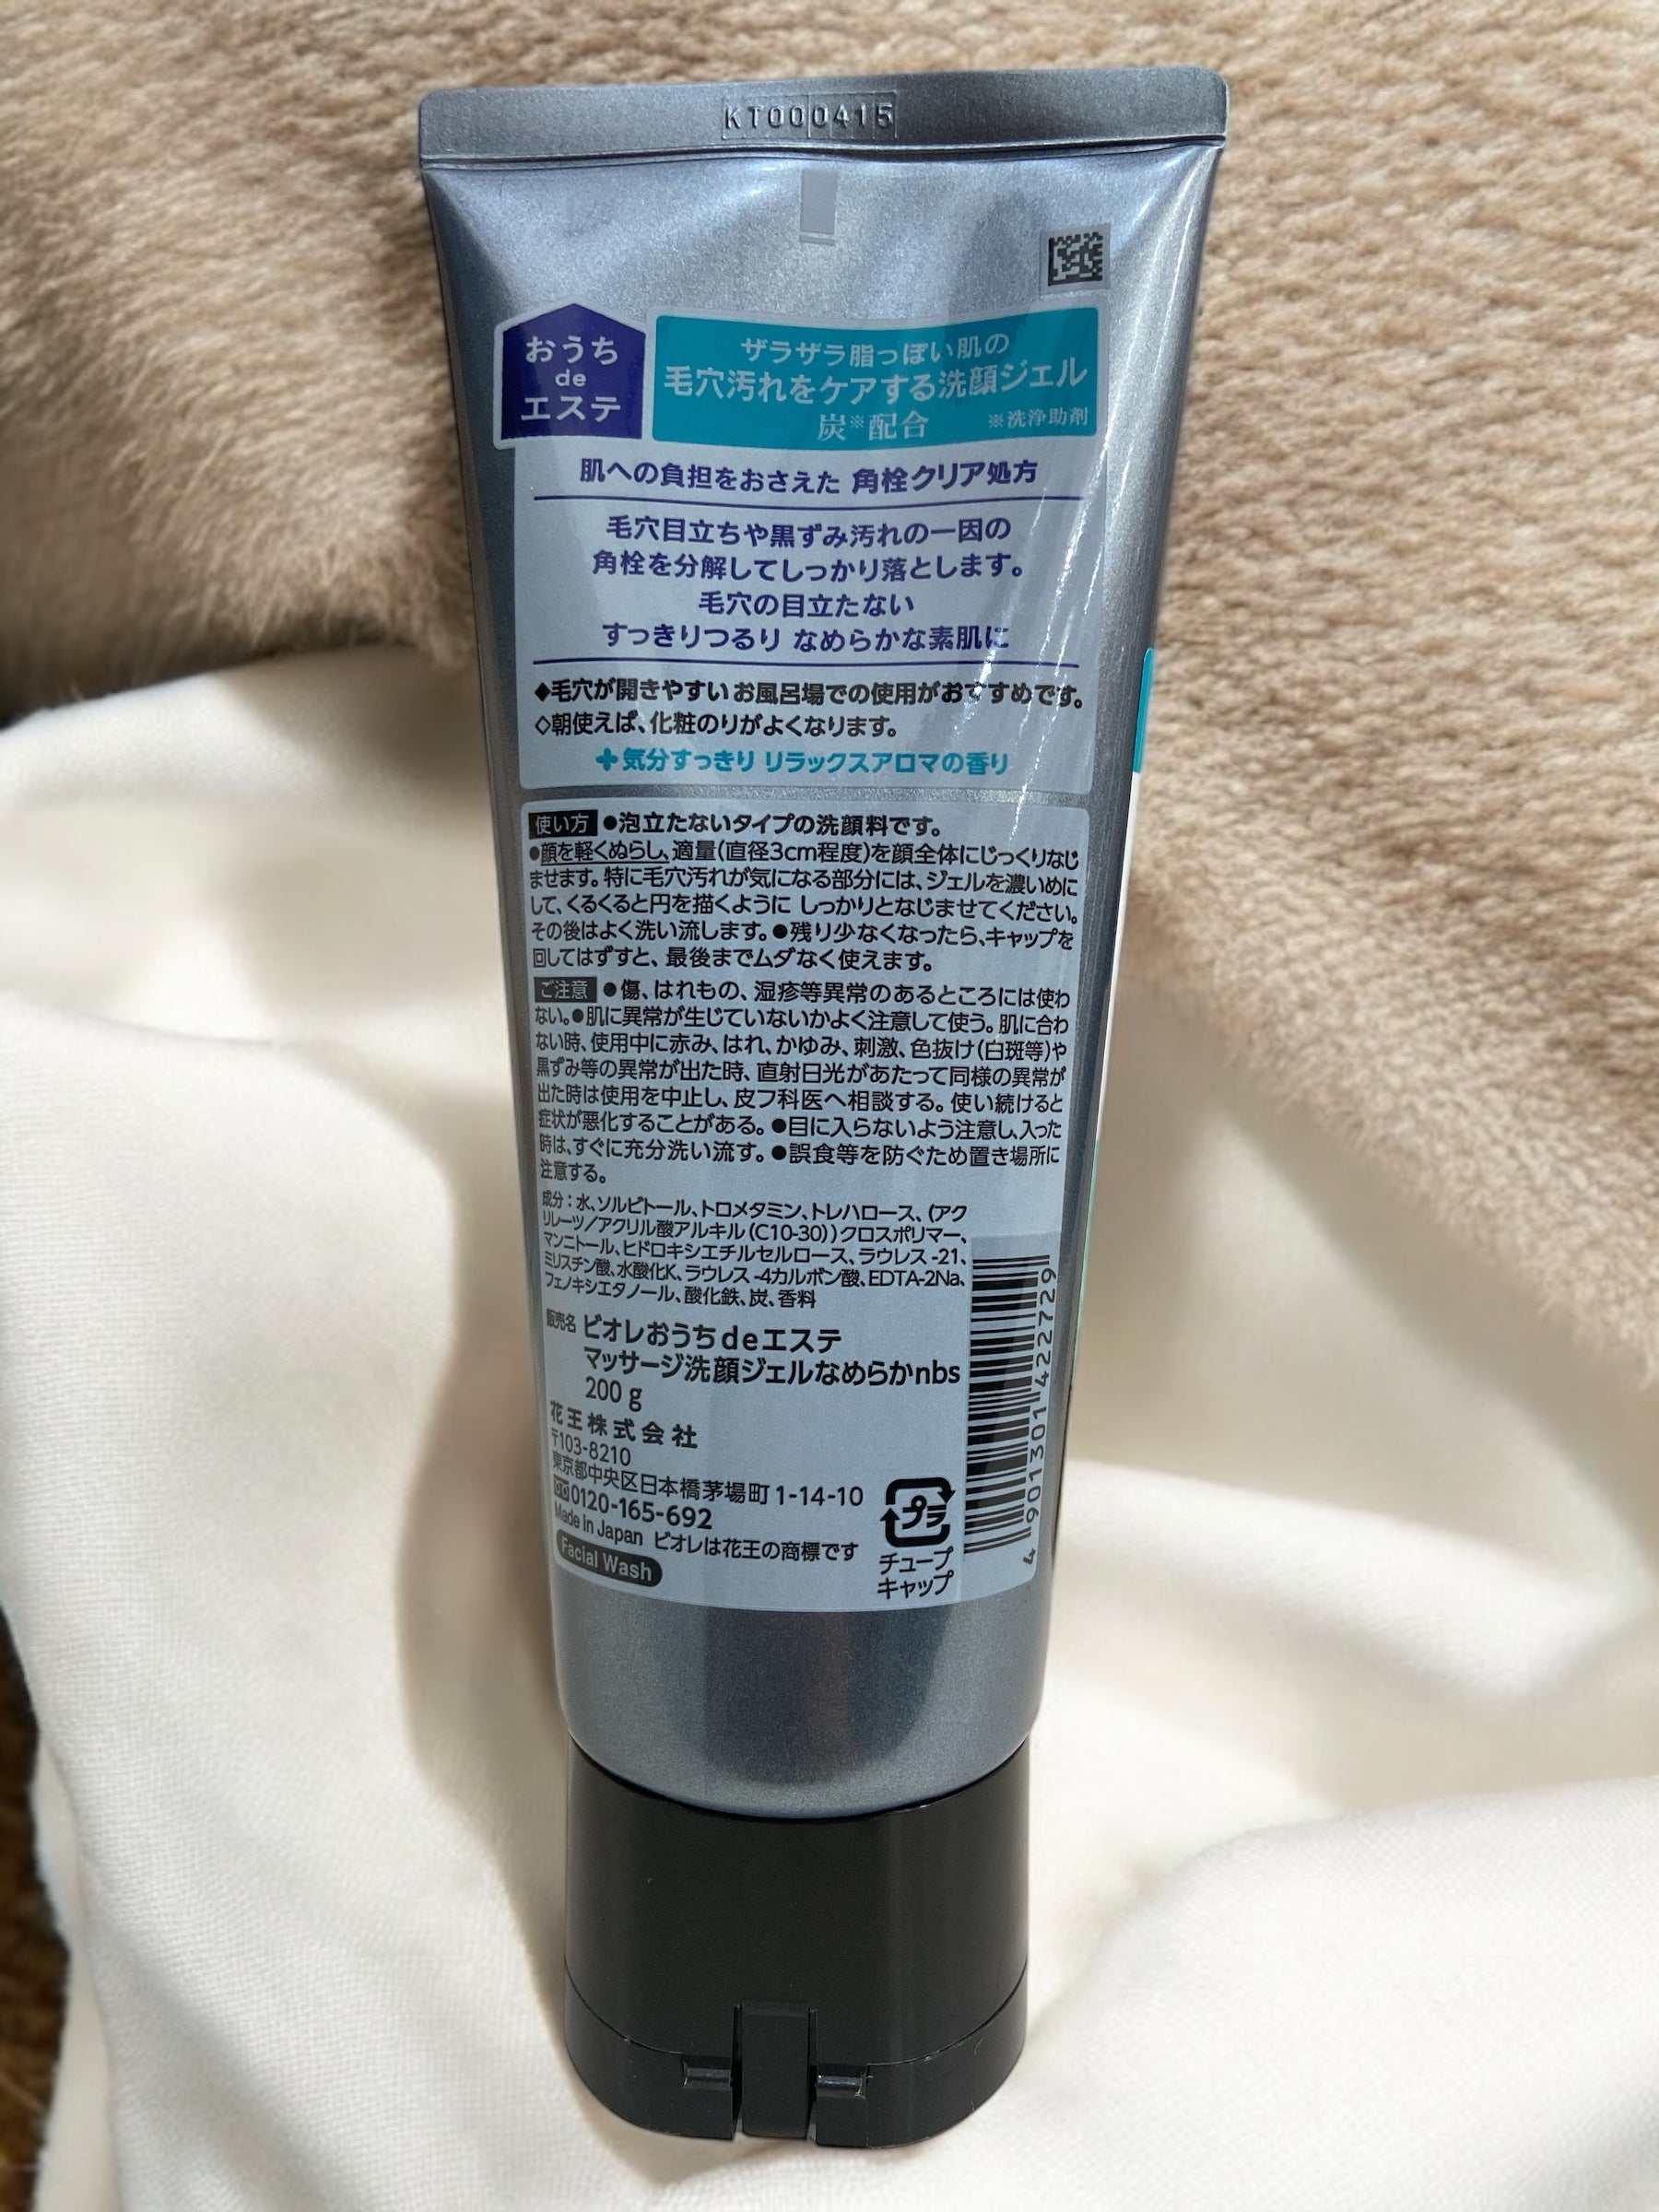 KT000415
おうち
de
エステ
ザラザラ脂っぽい肌の
毛穴汚れをケアする洗顔ジェル
炭※配合 ※洗浄助剤
肌への負担をおさえた 角栓クリア処方
毛穴目立ちや黒ずみ汚れの一因の
角栓を分解してしっかり落とします。
毛穴の目立たない
すっきりつるり なめらかな素肌に
◆毛穴が開きやすいお風呂場での使用がおすすめです。
◇朝使えば、化粧のりがよくなります。
+気分すっきり リラックスアロマの香り
使い方 ●泡立たないタイプの洗顔料です。
●顔を軽くぬらし、適量(直径3cm程度)を顔全体にじっくりなじ
ませます。特に毛穴汚れが気になる部分には、ジェルを濃いめに
して、くるくると円を描くように しっかりとなじませてください。
その後はよく洗い流します。●残り少なくなったら、キャップを
回してはずすと、最後までムダなく使えます。
ご注意 ●傷、はれもの、湿疹等異常のあるところには使わ
ない。●肌に異常が生じていないかよく注意して使う。肌に合わ
ない時、使用中に赤み、はれ、かゆみ、刺激、色抜け(白斑等)や
黒ずみ等の異常が出た時、直射日光があたって同様の異常が
出た時は使用を中止し、皮フ科医へ相談する。使い続けると
症状が悪化することがある。●目に入らないよう注意し、入った
時は、すぐに充分洗い流す。●誤食等を防ぐため置き場所に
注意する。
成分：水、ソルビトール、トロメタミン、トレハロース、(アク
リレーツ/アクリル酸アルキル(C10-30))クロスポリマー、
マンニトール、ヒドロキシエチルセルロース、ラウレス-21、
ミリスチン酸、水酸化K、ラウレス-4カルボン酸、EDTA-2Na、
フェノキシエタノール、酸化鉄、炭、香料
販売名 ビオレおうちdeエステ
マッサージ洗顔ジェルなめらかnbs
200 g
花王株式会社
〒103-8210
東京都中央区日本橋茅場町1-14-10
0120-165-692
Made in Japan ビオレは花王の商標です
Facial Wash
プラ
チューブ
キャップ
4 901301 422729